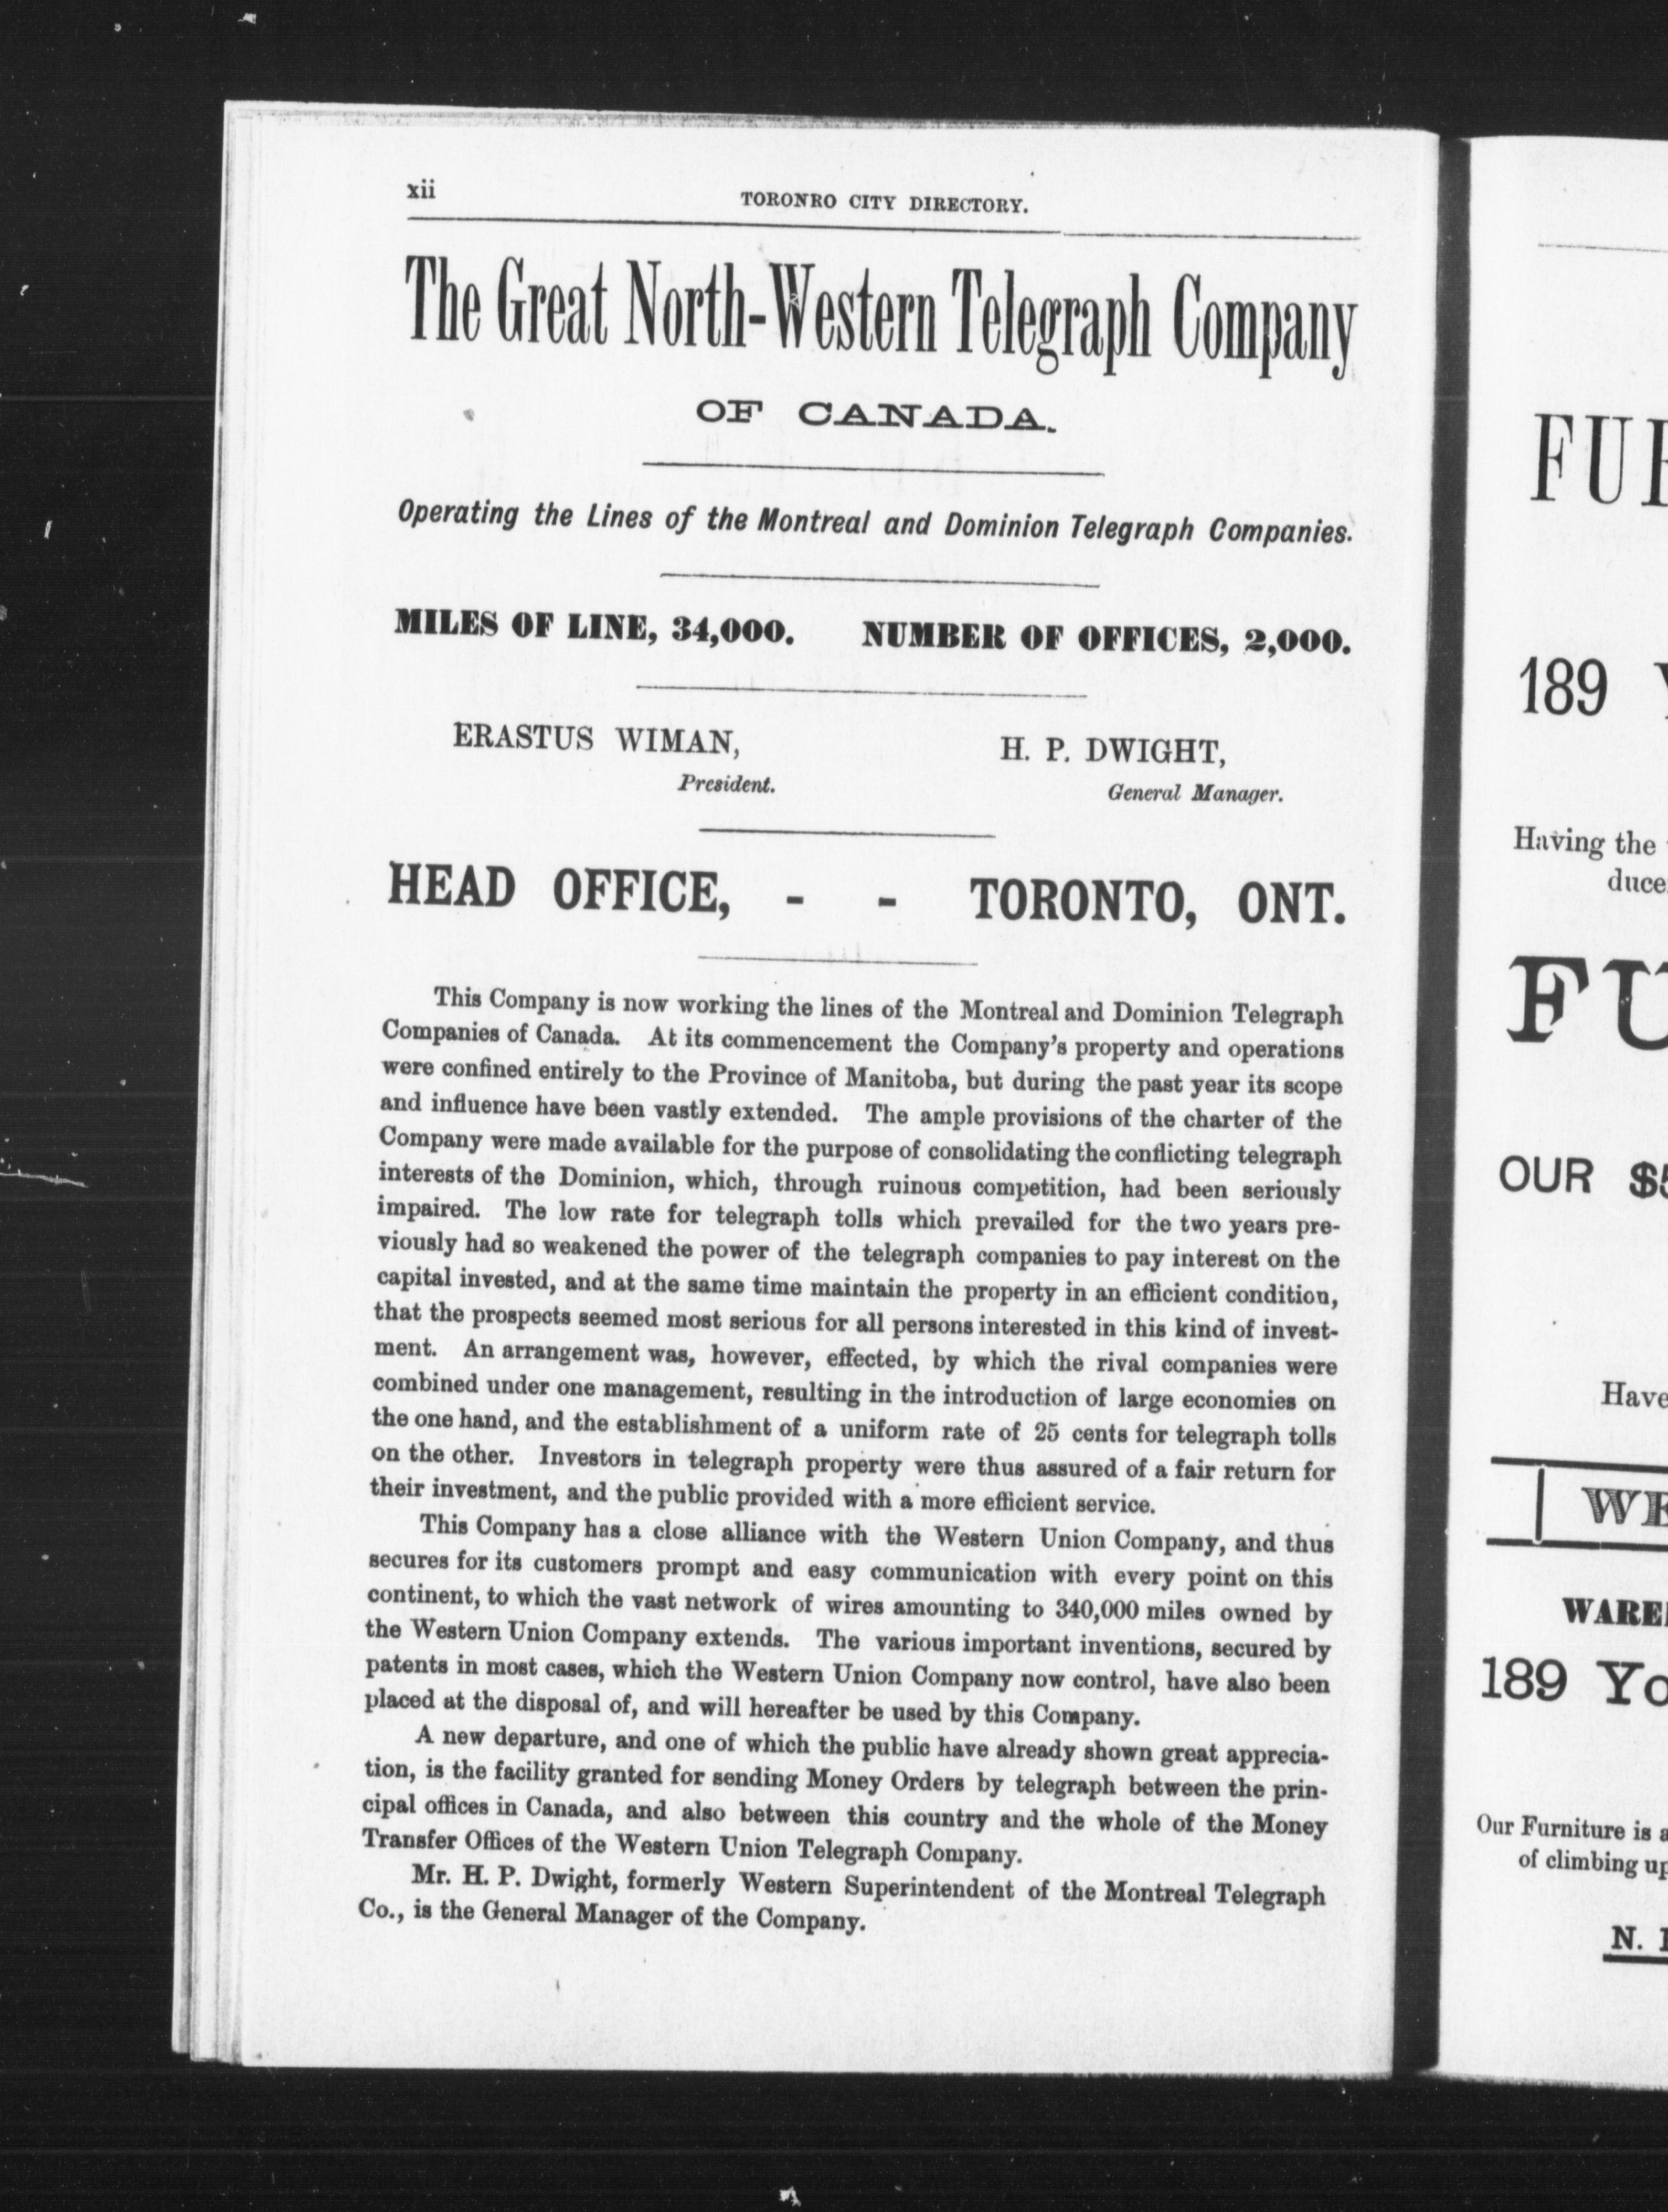 xii
TORONRO CITY DIRECTORY.
The Great North-Western Telegraph Company
OF CANADA.
Operating the Lines of the Montreal and Dominion Telegraph Companies.
MILES OF LINE, 34,000. NUMBER OF OFFICES, 2,000.
ERASTUS WIMAN,
President.
H. P. DWIGHT,
General Manager.
HEAD OFFICE, - - TORONTO, ONT.
This Company is now working the lines of the Montreal and Dominion Telegraph
Companies of Canada. At its commencement the Company's property and operations
were confined entirely to the Province of Manitoba, but during the past year its scope
and influence have been vastly extended. The ample provisions of the charter of the
Company were made available for the purpose of consolidating the conflicting telegraph
interests of the Dominion, which, through ruinous competition, had been seriously
impaired. The low rate for telegraph tolls which prevailed for the two years pre-
viously had so weakened the power of the telegraph companies to pay interest on the
capital invested, and at the same time maintain the property in an efficient condition,
that the prospects seemed most serious for all persons interested in this kind of invest-
ment. An arrangement was, however, effected, by which the rival companies were
combined under one management, resulting in the introduction of large economies on
the one hand, and the establishment of a uniform rate of 25 cents for telegraph tolls
on the other. Investors in telegraph property were thus assured of a fair return for
their investment, and the public provided with a more efficient service.
This Company has a close alliance with the Western Union Company, and thus
secures for its customers prompt and easy communication with every point on this
continent, to which the vast network of wires amounting to 340,000 miles owned by
the Western Union Company extends. The various important inventions, secured by
patents in most cases, which the Western Union Company now control, have also been
placed at the disposal of, and will hereafter be used by this Company.
A new departure, and one of which the public have already shown great apprecia-
tion, is the facility granted for sending Money Orders by telegraph between the prin-
cipal offices in Canada, and also between this country and the whole of the Money
Transfer Offices of the Western Union Telegraph Company.
Mr. H. P. Dwight, formerly Western Superintendent of the Montreal Telegraph
Co., is the General Manager of the Company.
189
Having the
OUR
Have
189 Yo
Our Furniture is a
of climbing up
N.